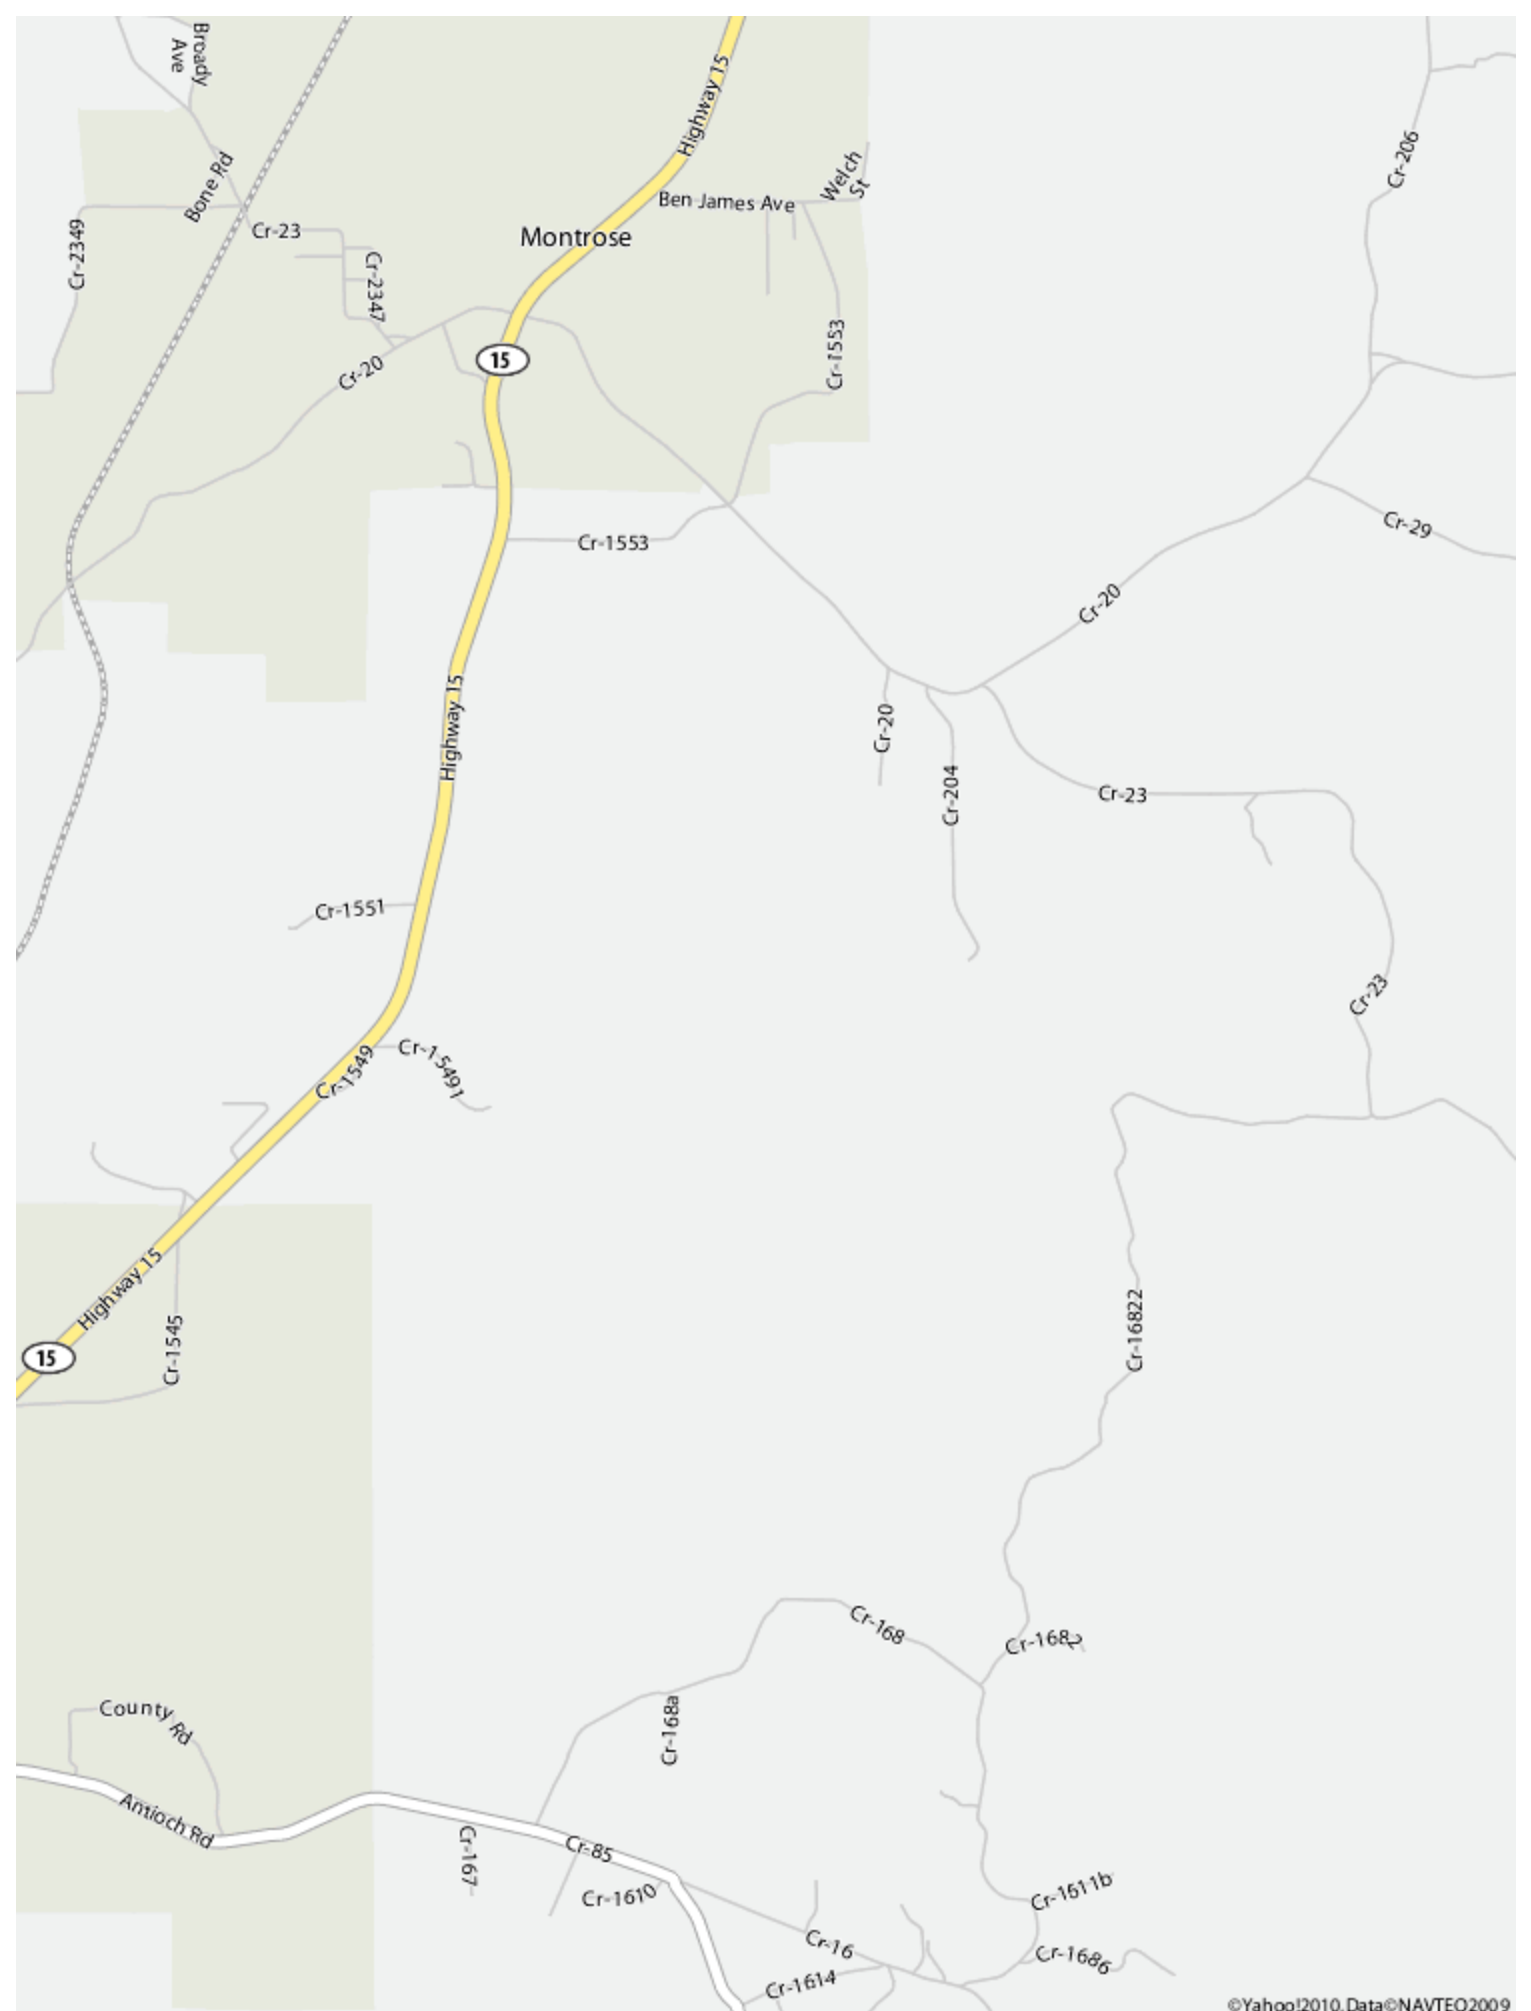 Broady
Ave
Highway 15
Cr-206
Bone Rd
Welch
St
Ben James Ave
Cr-2349
Cr-23
Montrose
Cr-2347
Cr-1553
15
Cr-20
Cr-1553
Cr-29
Cr-20
Highway 15
Cr-20
Cr-204
Cr-23
Cr-1551
Cr-23
Cr-1549
Cr-15491
Highway 15
Cr-16822
Cr-1545
15
Cr-168
Cr-1682
County Rd
Cr-168a
Antioch Rd
Cr-85
Cr-167
Cr-1610
Cr-1611b
Cr-16
Cr-1686
Cr-1614
©Yahoo!2010, Data©NAVTEQ2009